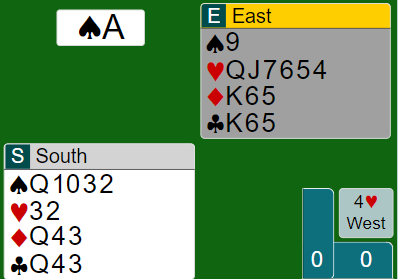 ♠A
E East
♠9
♥QJ7654
♦K65
♣K65
S South
♠Q1032
♥32
♦Q43
♣Q43
4♥
West
0 0